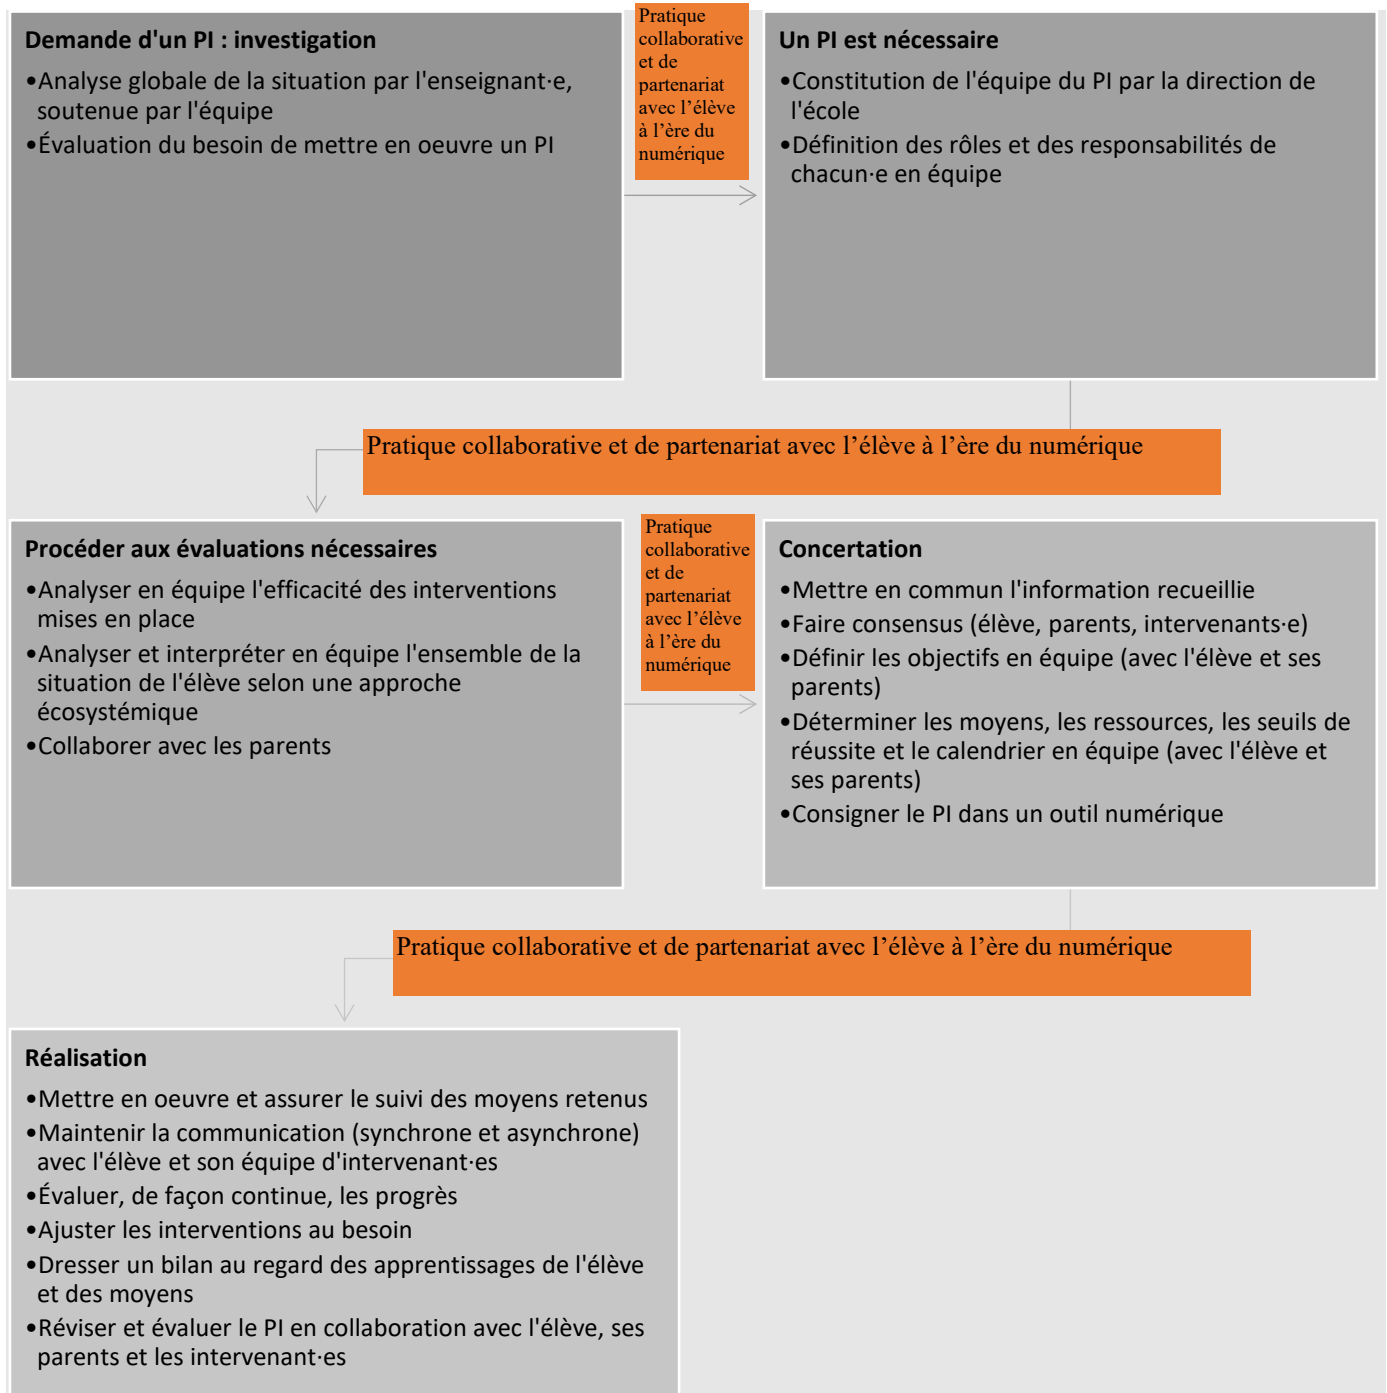 Demande d'un PI : investigation
•Analyse globale de la situation par l'enseignant·e,
soutenue par l'équipe
•Évaluation du besoin de mettre en oeuvre un PI
Pratique
collaborative
et de
partenariat
avec l’élève
à l’ère du
numérique
Un PI est nécessaire
•Constitution de l'équipe du PI par la direction de
l'école
•Définition des rôles et des responsabilités de
chacun·e en équipe
Pratique collaborative et de partenariat avec l’élève à l’ère du numérique
Procéder aux évaluations nécessaires
•Analyser en équipe l'efficacité des interventions
mises en place
•Analyser et interpréter en équipe l'ensemble de la
situation de l'élève selon une approche
écosystémique
•Collaborer avec les parents
Pratique
collaborative
et de
partenariat
avec l’élève
à l’ère du
numérique
Concertation
•Mettre en commun l'information recueillie
•Faire consensus (élève, parents, intervenants·e)
•Définir les objectifs en équipe (avec l'élève et ses
parents)
•Déterminer les moyens, les ressources, les seuils de
réussite et le calendrier en équipe (avec l'élève et
ses parents)
•Consigner le PI dans un outil numérique
Pratique collaborative et de partenariat avec l’élève à l’ère du numérique
Réalisation
•Mettre en oeuvre et assurer le suivi des moyens retenus
•Maintenir la communication (synchrone et asynchrone)
avec l'élève et son équipe d'intervenant·es
•Évaluer, de façon continue, les progrès
•Ajuster les interventions au besoin
•Dresser un bilan au regard des apprentissages de l'élève
et des moyens
•Réviser et évaluer le PI en collaboration avec l'élève, ses
parents et les intervenant·es